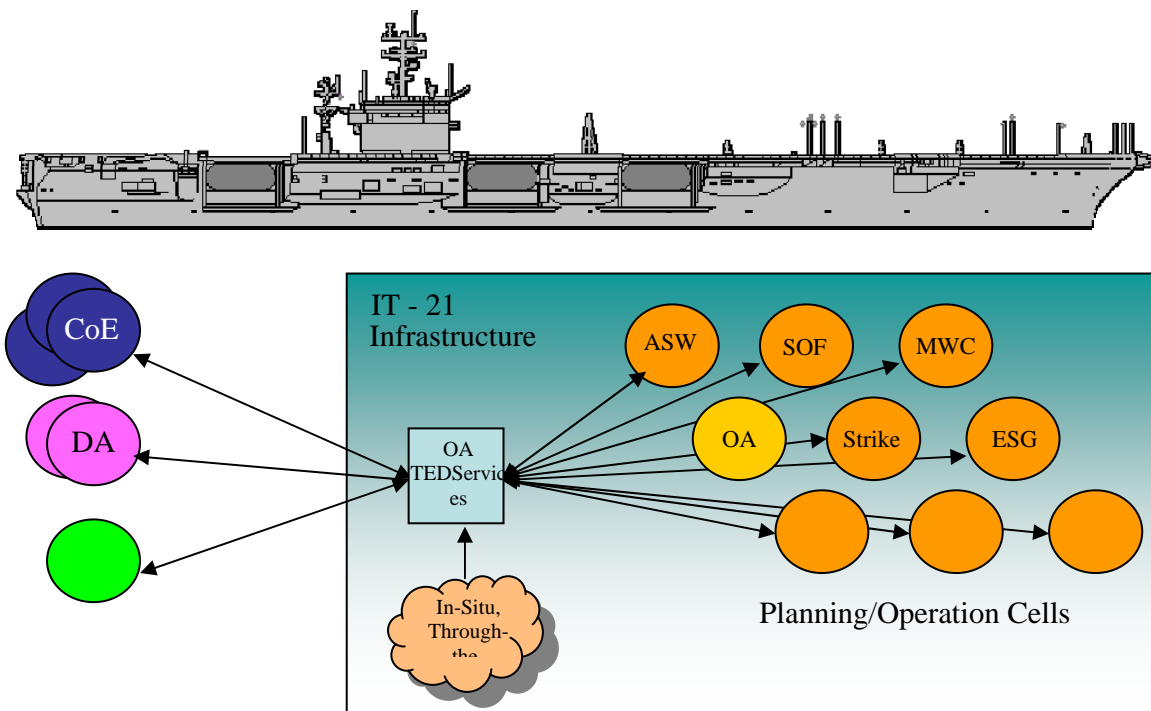 IT - 21
Infrastructure
CoE
DA
ASW
SOF
MWC
OA
Strike
ESG
OA
TEDServic
es
In-Situ,
Through-
the
Planning/Operation Cells